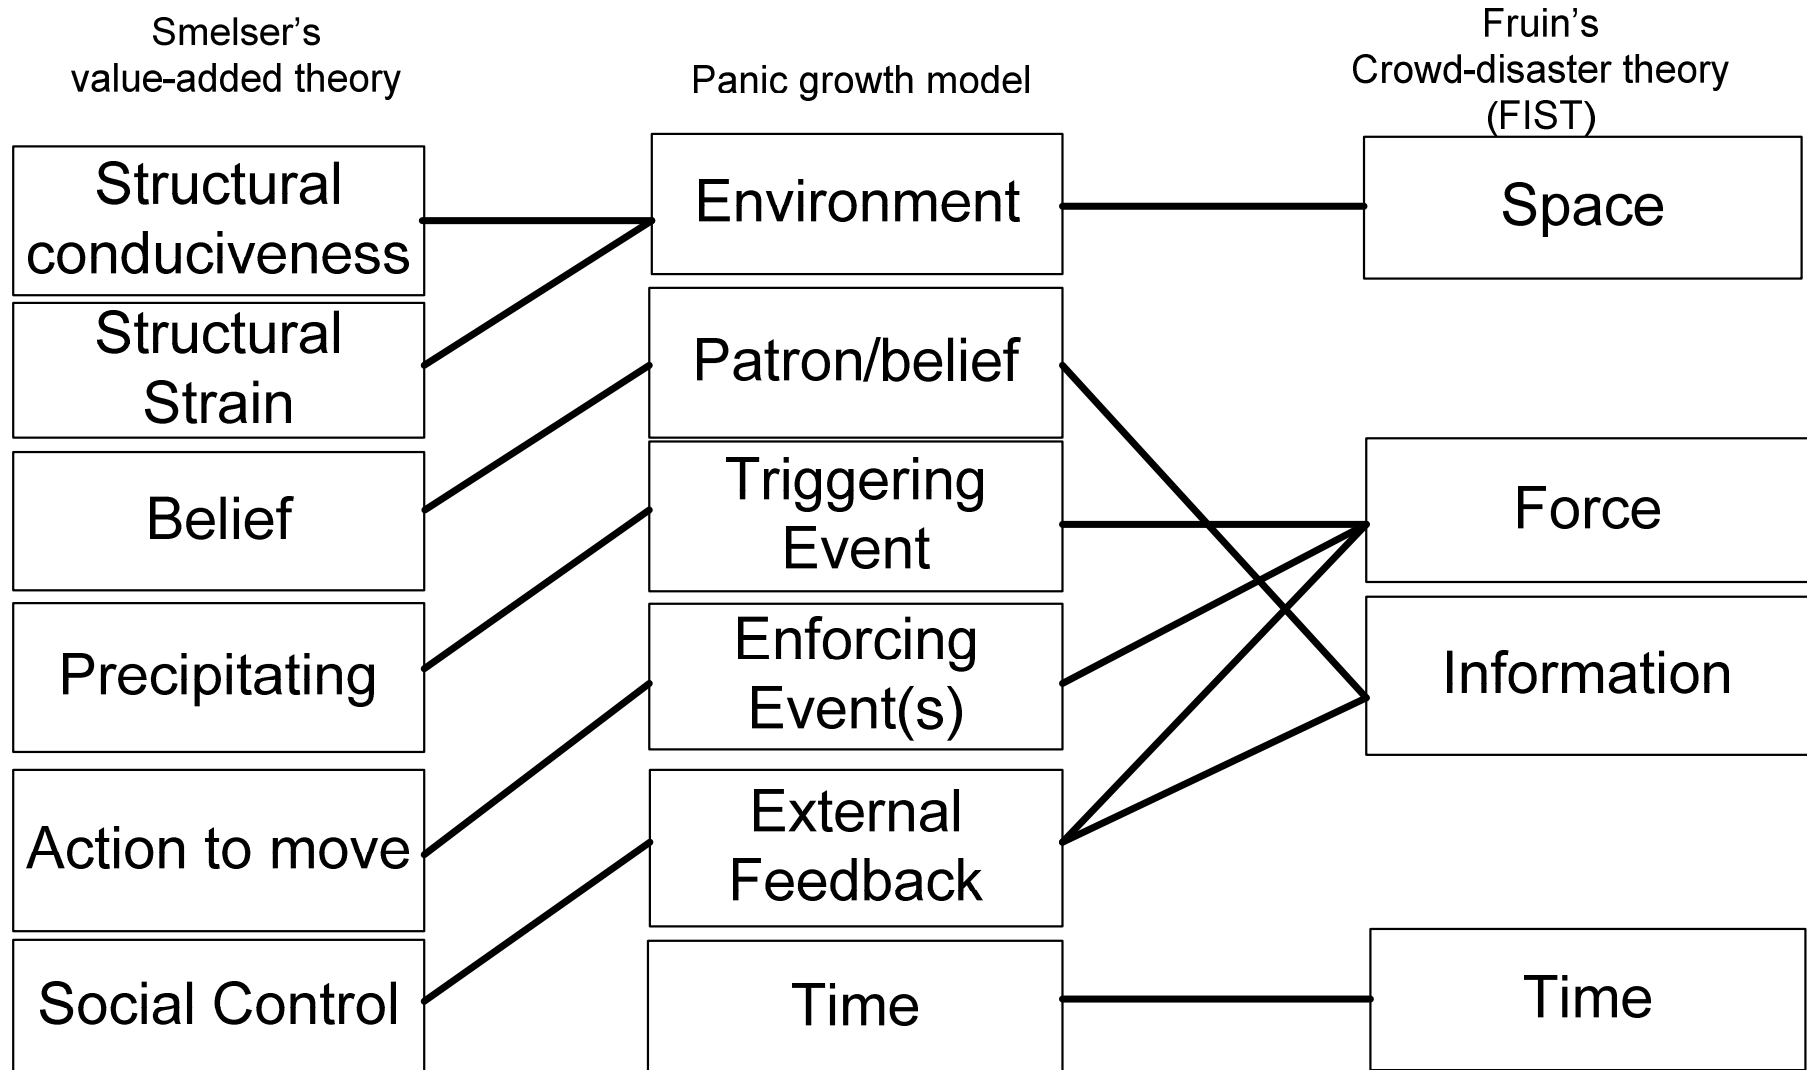 Smelser's
value-added theory
Structural
conduciveness
Structural
Strain
Belief
Precipitating
Action to move
Social Control
Panic growth model
Environment
Patron/belief
Triggering
Event
Enforcing
Event(s)
External
Feedback
Time
Fruin's
Crowd-disaster theory
(FIST)
Space
Force
Information
Time